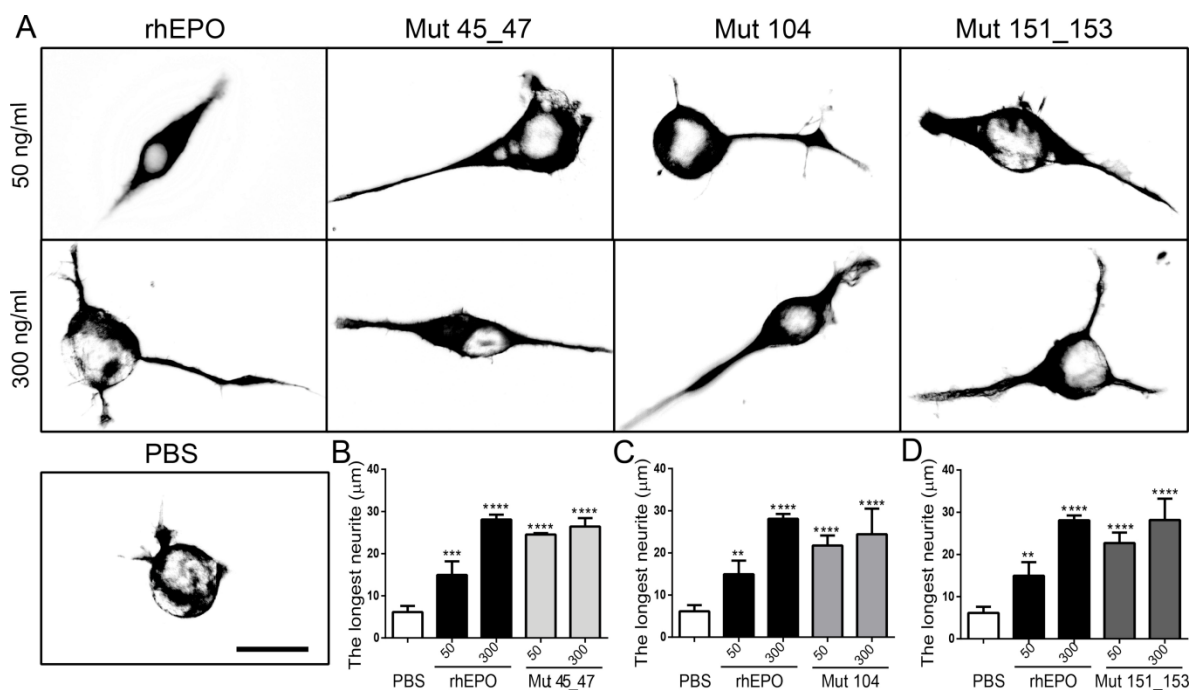 A
rhEPO
Mut 45_47
Mut 104
Mut 151_153
50 ng/ml
300 ng/ml
PBS
B
The longest neurite (μm)
40
30
20
10
0
***
****
****
****
50
300
50
300
PBS
rhEPO
Mut 45_47
C
The longest neurite (μm)
40
30
20
10
0
**
****
****
****
50
300
50
300
PBS
rhEPO
Mut 104
D
The longest neurite (μm)
40
30
20
10
0
**
****
****
****
50
300
50
300
PBS
rhEPO
Mut 151_153